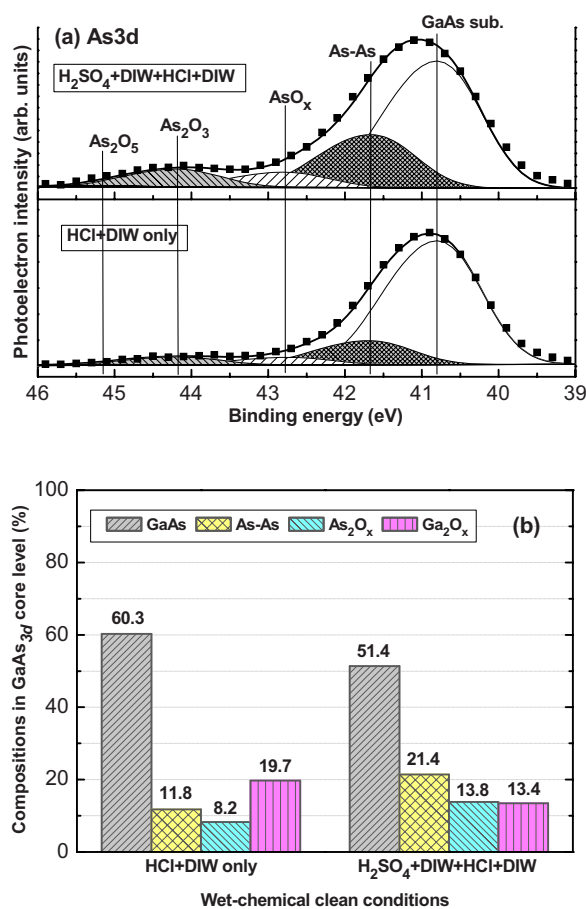 (a) As3d
GaAs sub.
As-As
H₂SO₄+DIW+HCl+DIW
AsOₓ
As₂O₃
As₂O₅
HCl+DIW only
Photoelectron intensity (arb. units)
46 45 44 43 42 41 40 39
Binding energy (eV)
100
GaAs As-As As₂Oₓ Ga₂Oₓ
(b)
80
60.3
60
51.4
40
21.4
19.7
20
11.8
8.2
13.8
13.4
0
Compositions in GaAs₃d core level (%)
HCl+DIW only H₂SO₄+DIW+HCl+DIW
Wet-chemical clean conditions